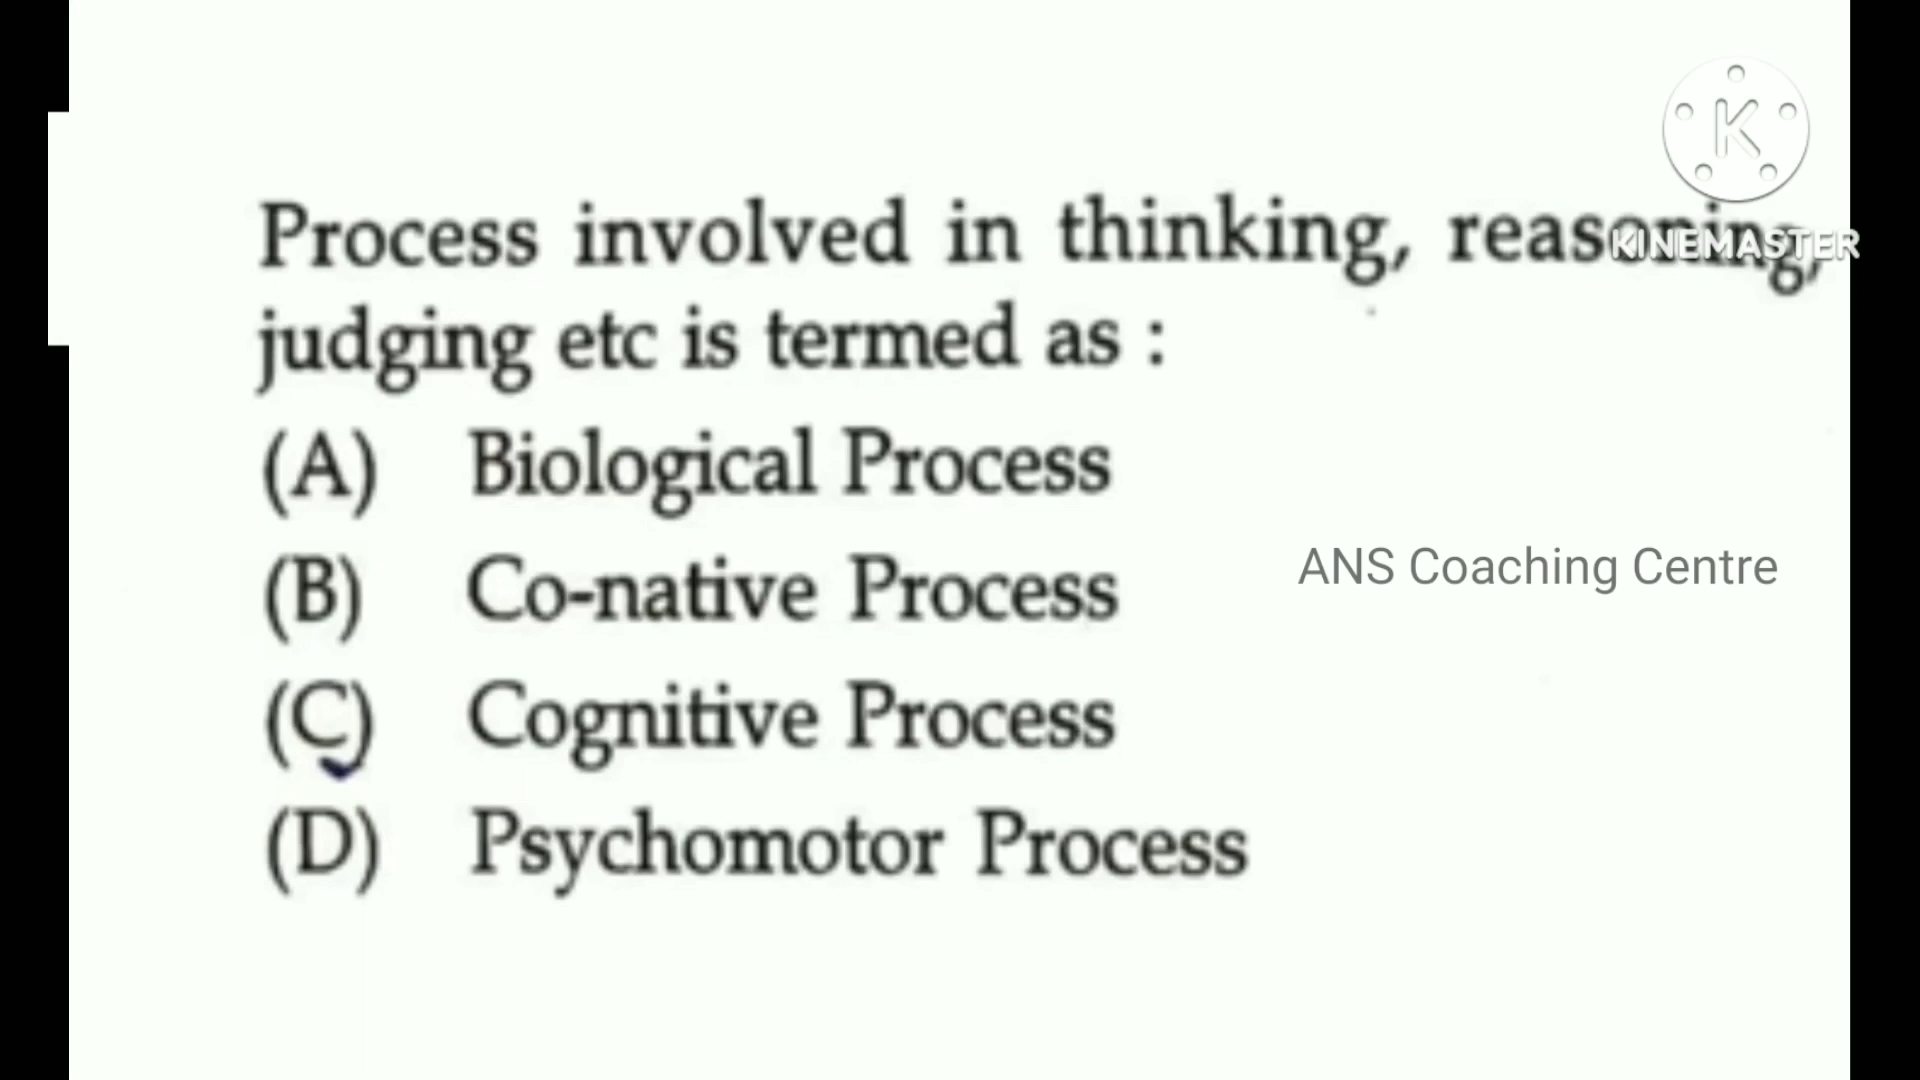 K
KINEMASTER
Process involved in thinking, reasoning,
judging etc is termed as :
(A) Biological Process
(B) Co-native Process
ANS Coaching Centre
(C) Cognitive Process
(D) Psychomotor Process